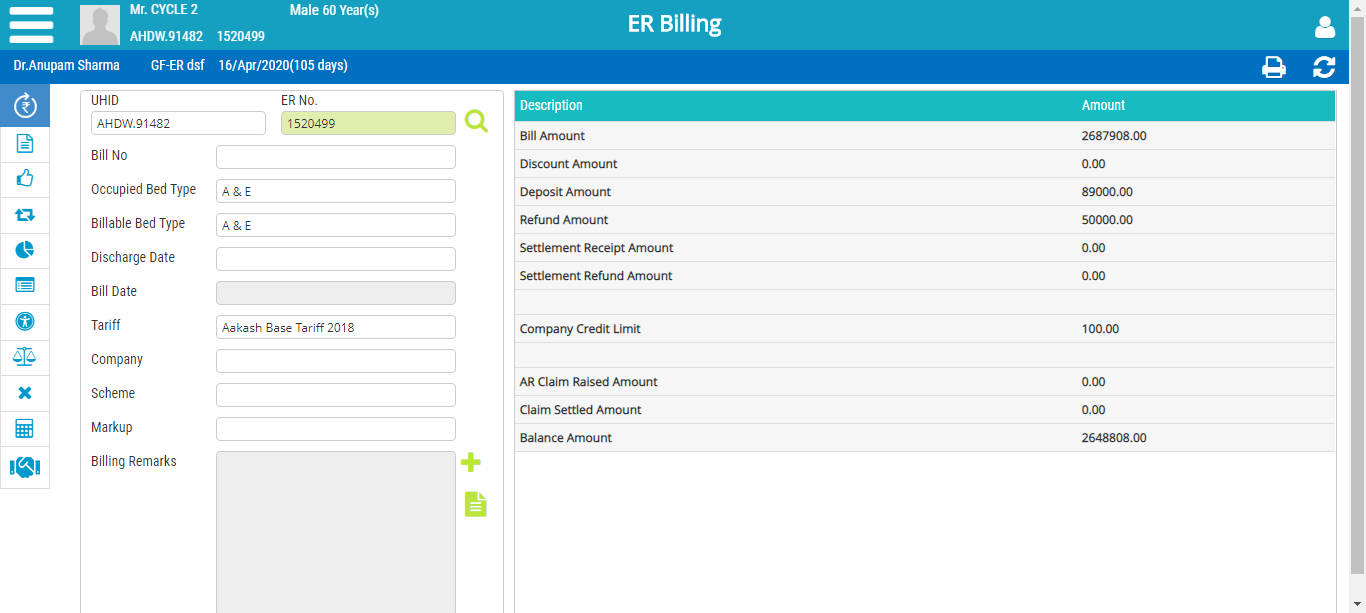 Mr. CYCLE 2 Male 60 Year(s)
AHDW.91482 1520499
ER Billing
Dr.Anupam Sharma GF-ER dsf 16/Apr/2020(105 days)
UHID ER No.
AHDW.91482 1520499
Bill No
Occupied Bed Type A & E
Billable Bed Type A & E
Discharge Date
Bill Date
Tariff Aakash Base Tariff 2018
Company
Scheme
Markup
Billing Remarks
Description Amount
Bill Amount 2687908.00
Discount Amount 0.00
Deposit Amount 89000.00
Refund Amount 50000.00
Settlement Receipt Amount 0.00
Settlement Refund Amount 0.00
Company Credit Limit 100.00
AR Claim Raised Amount 0.00
Claim Settled Amount 0.00
Balance Amount 2648808.00